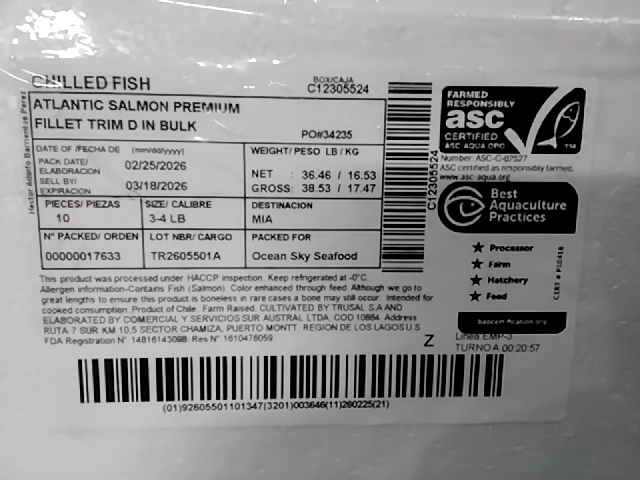 CHILLED FISH
BOX/CAJA
C12305524
ATLANTIC SALMON PREMIUM
FILLET TRIM D IN BULK
PO#34235
DATE OF /FECHA DE (mm/dd/yyyy)
PACK DATE/
ELABORACION
02/25/2026
SELL BY/
EXPIRACION
03/18/2026
WEIGHT/ PESO LB / KG
NET : 36.46 / 16.53
GROSS: 38.53 / 17.47
PIECES/ PIEZAS
10
SIZE/ CALIBRE
3-4 LB
DESTINACION
MIA
N° PACKED/ ORDEN
00000017633
LOT NBR/ CARGO
TR2605501A
PACKED FOR
Ocean Sky Seafood
This product was processed under HACCP inspection. Keep refrigerated at -0°C.
Allergen information-Contains Fish (Salmon). Color enhanced through feed. Although we go to
great lengths to ensure this product is boneless in rare cases a bone may still occur. Intended for
cooked consumption.Product of Chile. Farm Raised. CULTIVATED BY TRUSAL S.A AND
ELABORATED BY COMERCIAL Y SERVICIOS SUR AUSTRAL LTDA. COD 10884. Address
RUTA 7 SUR KM 10,5 SECTOR CHAMIZA, PUERTO MONTT. REGION DE LOS LAGOS U.S
FDA Registration N° 14816143098. Res N° 1610476059
Z
(01)92605501101347(3201)003646(11)260225(21)
C12305524
FARMED
RESPONSIBLY
asc
CERTIFIED
ASC-AQUA.ORG
TM
Number: ASC-C-02527
ASC certified as responsibly farmed.
www.asc-aqua.org
Best
Aquaculture
Practices
Processor
Farm
Hatchery
Feed
CERT # P10418
bapcertification.org
Linea EMP-3
TURNO A 00:20:57